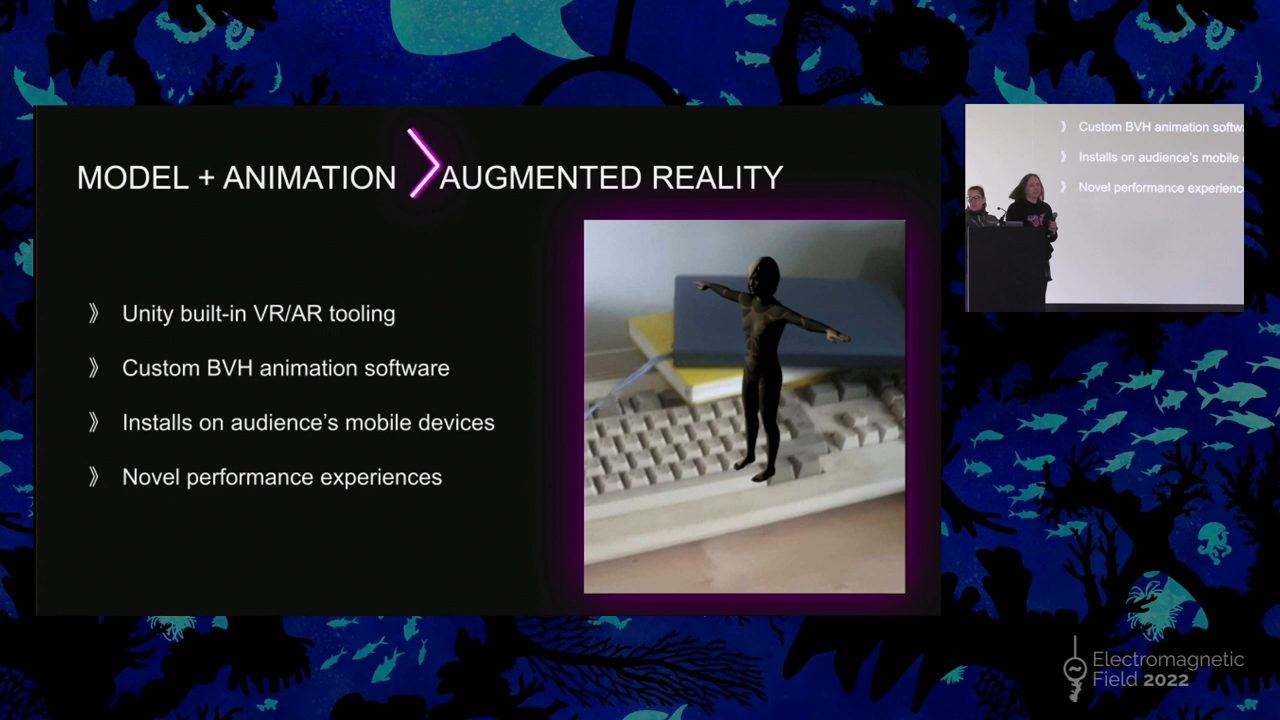 MODEL + ANIMATION
AUGMENTED REALITY
》 Unity built-in VR/AR tooling
》 Custom BVH animation software
》 Installs on audience’s mobile devices
》 Novel performance experiences
》 Custom BVH animation softw
》 Installs on audience’s mobile
》 Novel performance experienc
Electromagnetic
Field 2022